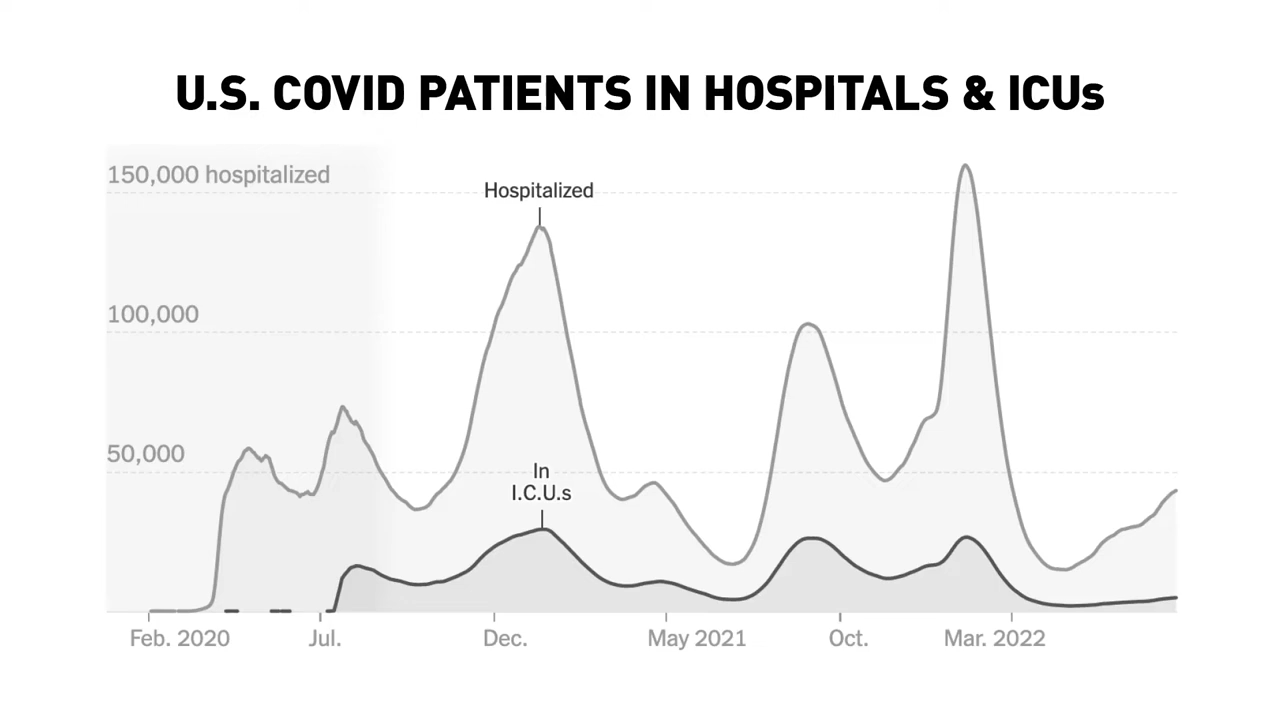 U.S. COVID PATIENTS IN HOSPITALS & ICUs
150,000 hospitalized
Hospitalized
100,000
50,000
In
I.C.U.s
Feb. 2020
Jul.
Dec.
May 2021
Oct.
Mar. 2022